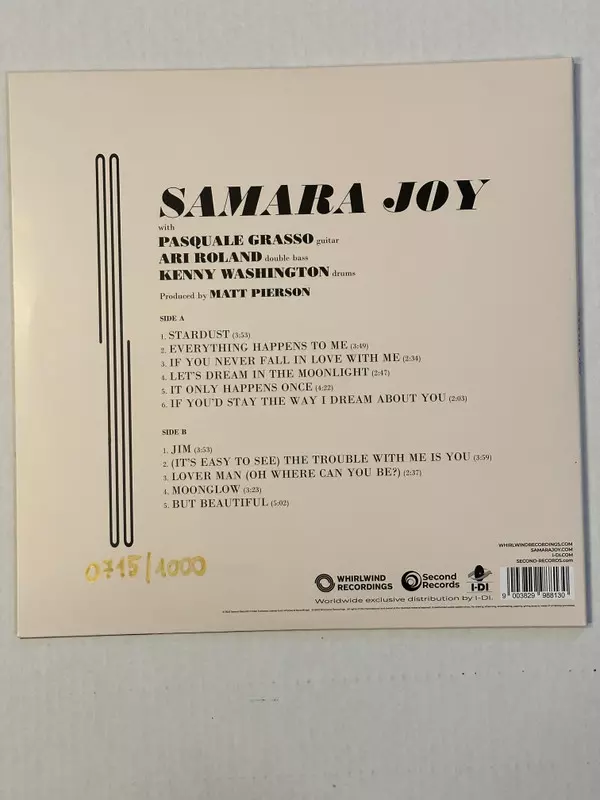 SAMARA JOY
with
PASQUALE GRASSO guitar
ARI ROLAND double bass
KENNY WASHINGTON drums
Produced by MATT PIERSON
SIDE A
1. STARDUST (3:53)
2. EVERYTHING HAPPENS TO ME (3:49)
3. IF YOU NEVER FALL IN LOVE WITH ME (2:34)
4. LET'S DREAM IN THE MOONLIGHT (2:47)
5. IT ONLY HAPPENS ONCE (4:22)
6. IF YOU'D STAY THE WAY I DREAM ABOUT YOU (2:03)
SIDE B
1. JIM (3:53)
2. (IT'S EASY TO SEE) THE TROUBLE WITH ME IS YOU (3:59)
3. LOVER MAN (OH WHERE CAN YOU BE?) (2:37)
4. MOONGLOW (3:23)
5. BUT BEAUTIFUL (5:02)
0715/1000
WHIRLWINDRECORDINGS.COM
SAMARAJOY.COM
I-DI.COM
SECOND-RECORDS.COM
WHIRLWIND RECORDINGS
Second Records
I-DI
Worldwide exclusive distribution by I-Di.
9 003829 988130